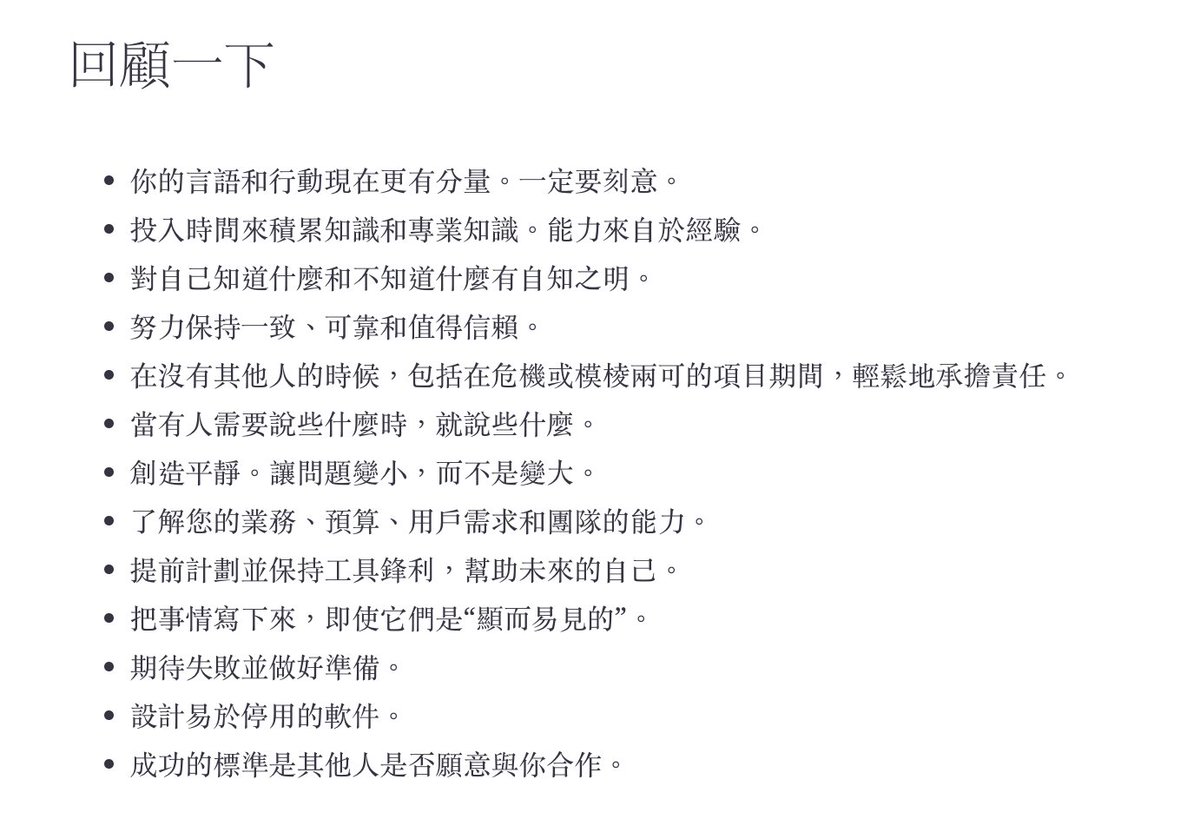 回顧一下
• 你的言語和行動現在更有分量。一定要刻意。
• 投入時間來積累知識和專業知識。能力來自於經驗。
• 對自己知道什麼和不知道什麼有自知之明。
• 努力保持一致、可靠和值得信賴。
• 在沒有其他人的時候，包括在危機或模棱兩可的項目期間，輕鬆地承擔責任。
• 當有人需要說些什麼時，就說些什麼。
• 創造平靜。讓問題變小，而不是變大。
• 了解您的業務、預算、用戶需求和團隊的能力。
• 提前計劃並保持工具鋒利，幫助未來的自己。
• 把事情寫下來，即使它們是“顯而易見的”。
• 期待失敗並做好準備。
• 設計易於停用的軟件。
• 成功的標準是其他人是否願意與你合作。